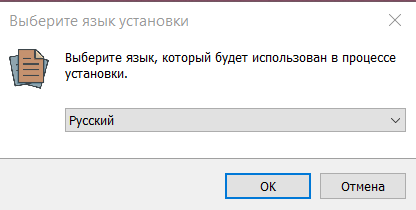 Выберите язык установки
Выберите язык, который будет использован в процессе
установки.
Русский
OK
Отмена